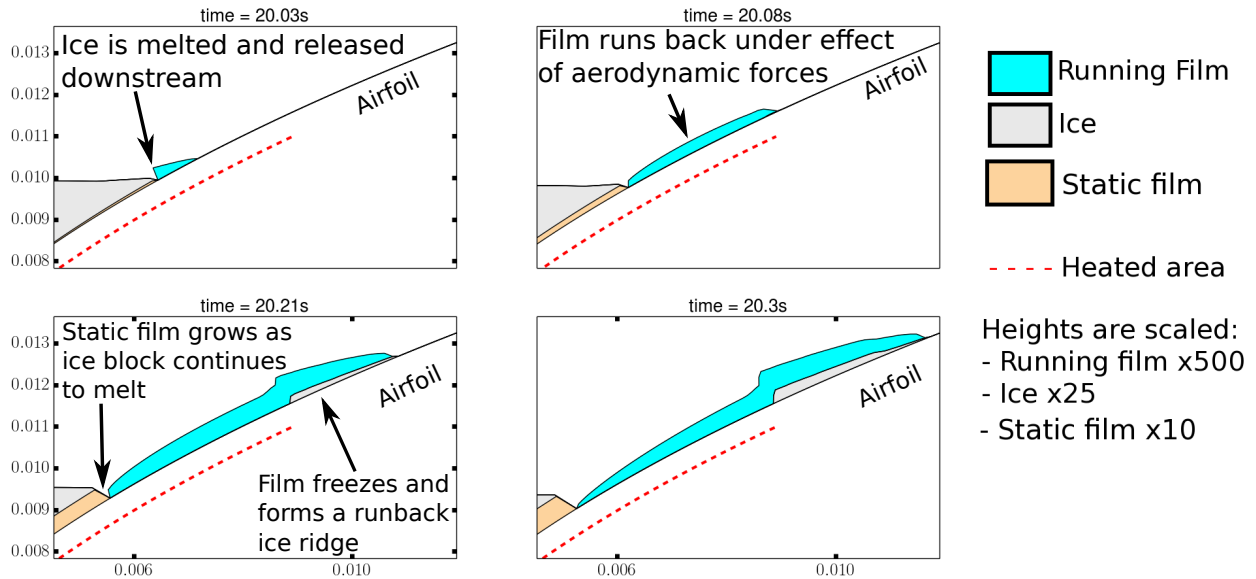 time = 20.03s
time = 20.08s
0.013
0.012
0.011
0.010
0.009
0.008
Ice is melted and released
downstream
Airfoil
Film runs back under effect
of aerodynamic forces
Airfoil
Running Film
Ice
Static film
Heated area
Heights are scaled:
- Running film x500
- Ice x25
- Static film x10
time = 20.21s
time = 20.3s
0.013
0.012
0.011
0.010
0.009
0.008
Static film grows as
ice block continues
to melt
Airfoil
Film freezes and
forms a runback
ice ridge
Airfoil
0.006
0.010
0.006
0.010